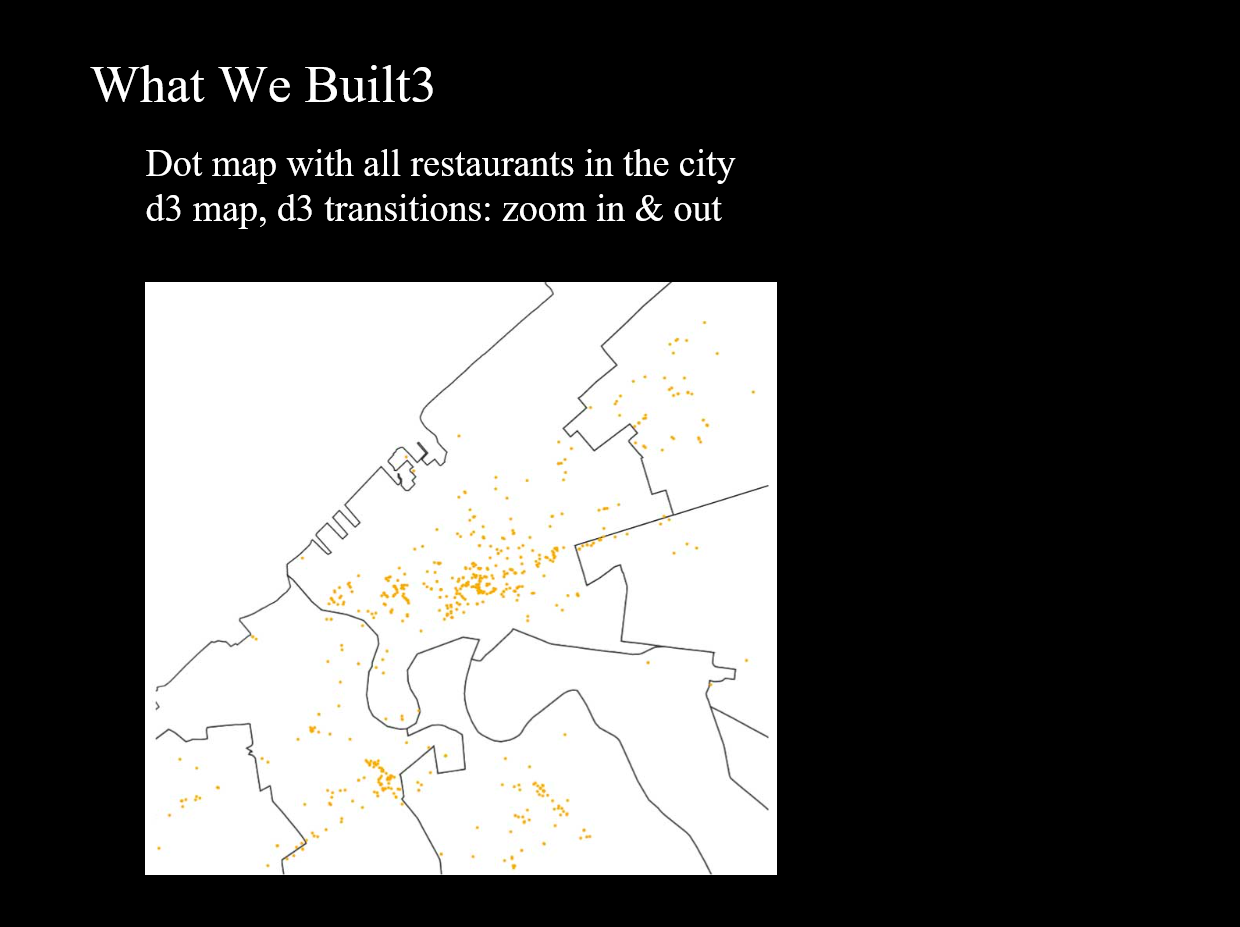 What We Built3
Dot map with all restaurants in the city
d3 map, d3 transitions: zoom in & out